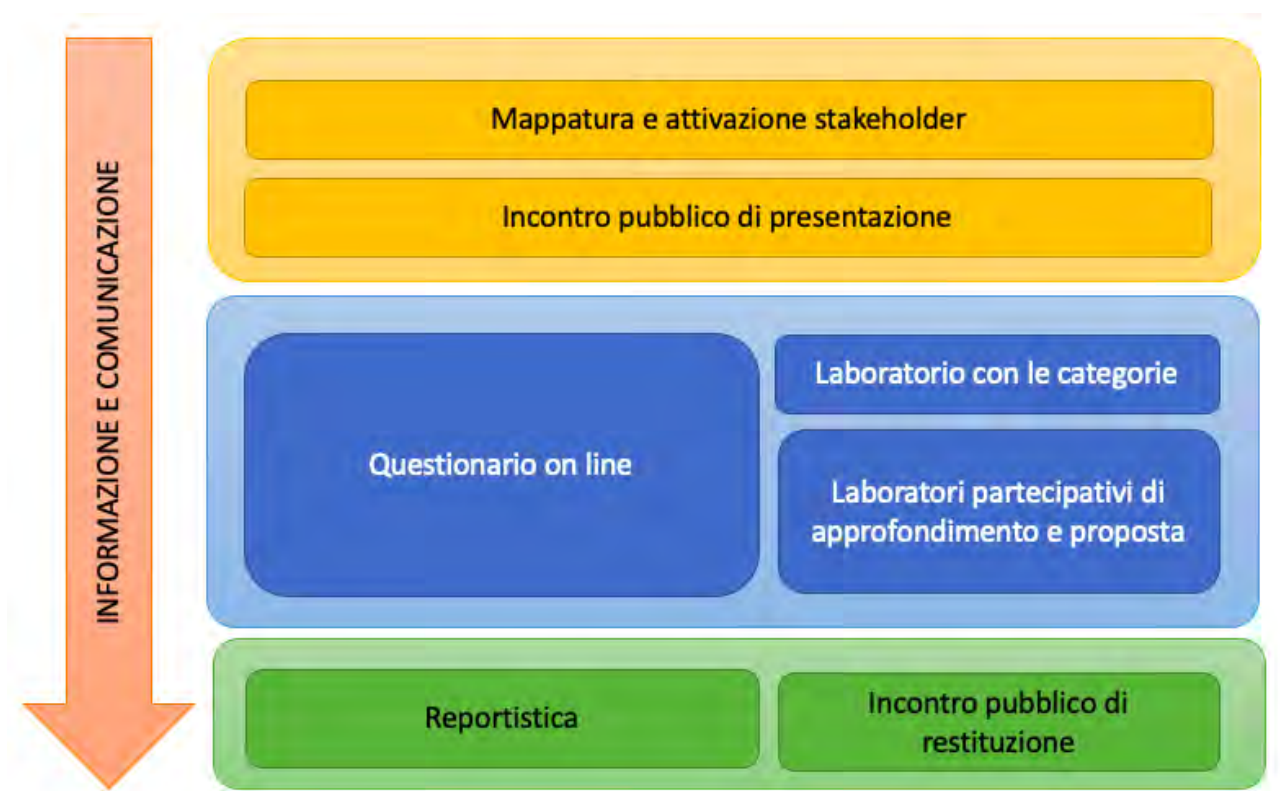 INFORMAZIONE E COMUNICAZIONE
Mappatura e attivazione stakeholder
Incontro pubblico di presentazione
Questionario on line
Laboratorio con le categorie
Laboratori partecipativi di
approfondimento e proposta
Reportistica
Incontro pubblico di
restituzione